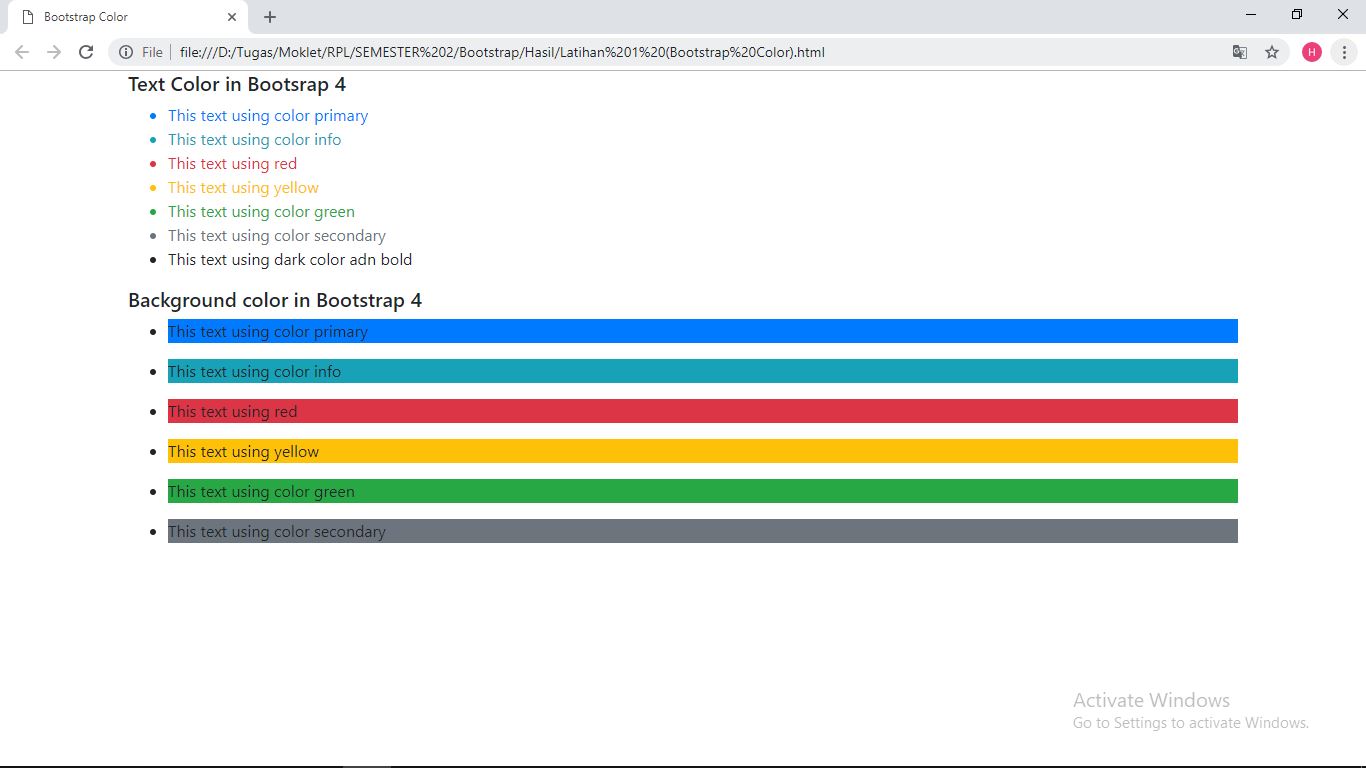 Bootstrap Color
File
file:///D:/Tugas/Moklet/RPL/SEMESTER%202/Bootstrap/Hasil/Latihan%201%20(Bootstrap%20Color).html
H
Text Color in Bootsrap 4
This text using color primary
This text using color info
This text using red
This text using yellow
This text using color green
This text using color secondary
This text using dark color adn bold
Background color in Bootstrap 4
This text using color primary
This text using color info
This text using red
This text using yellow
This text using color green
This text using color secondary
Activate Windows
Go to Settings to activate Windows.